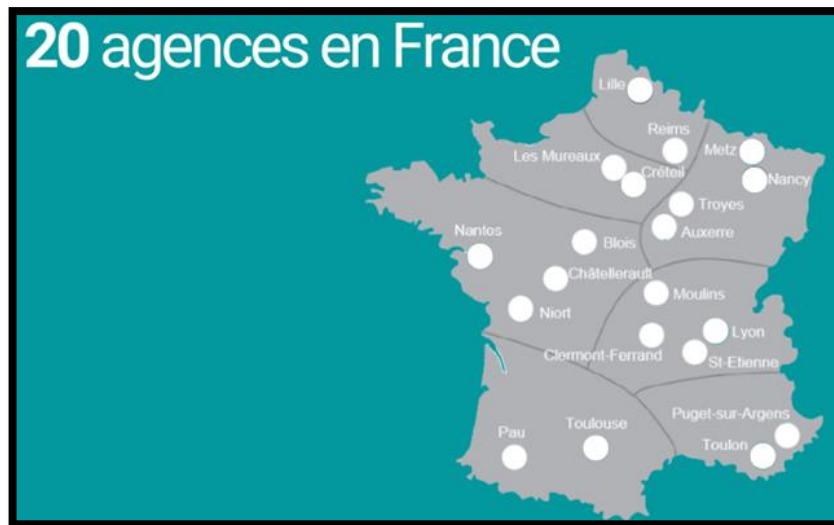 20 agences en France
Lille
Reims
Metz
Les Mureaux
Créteil
Nancy
Troyes
Auxerre
Nantes
Blois
Châtellerault
Moulins
Niort
Lyon
Clermont-Ferrand
St-Etienne
Puget-sur-Argens
Pau
Toulouse
Toulon